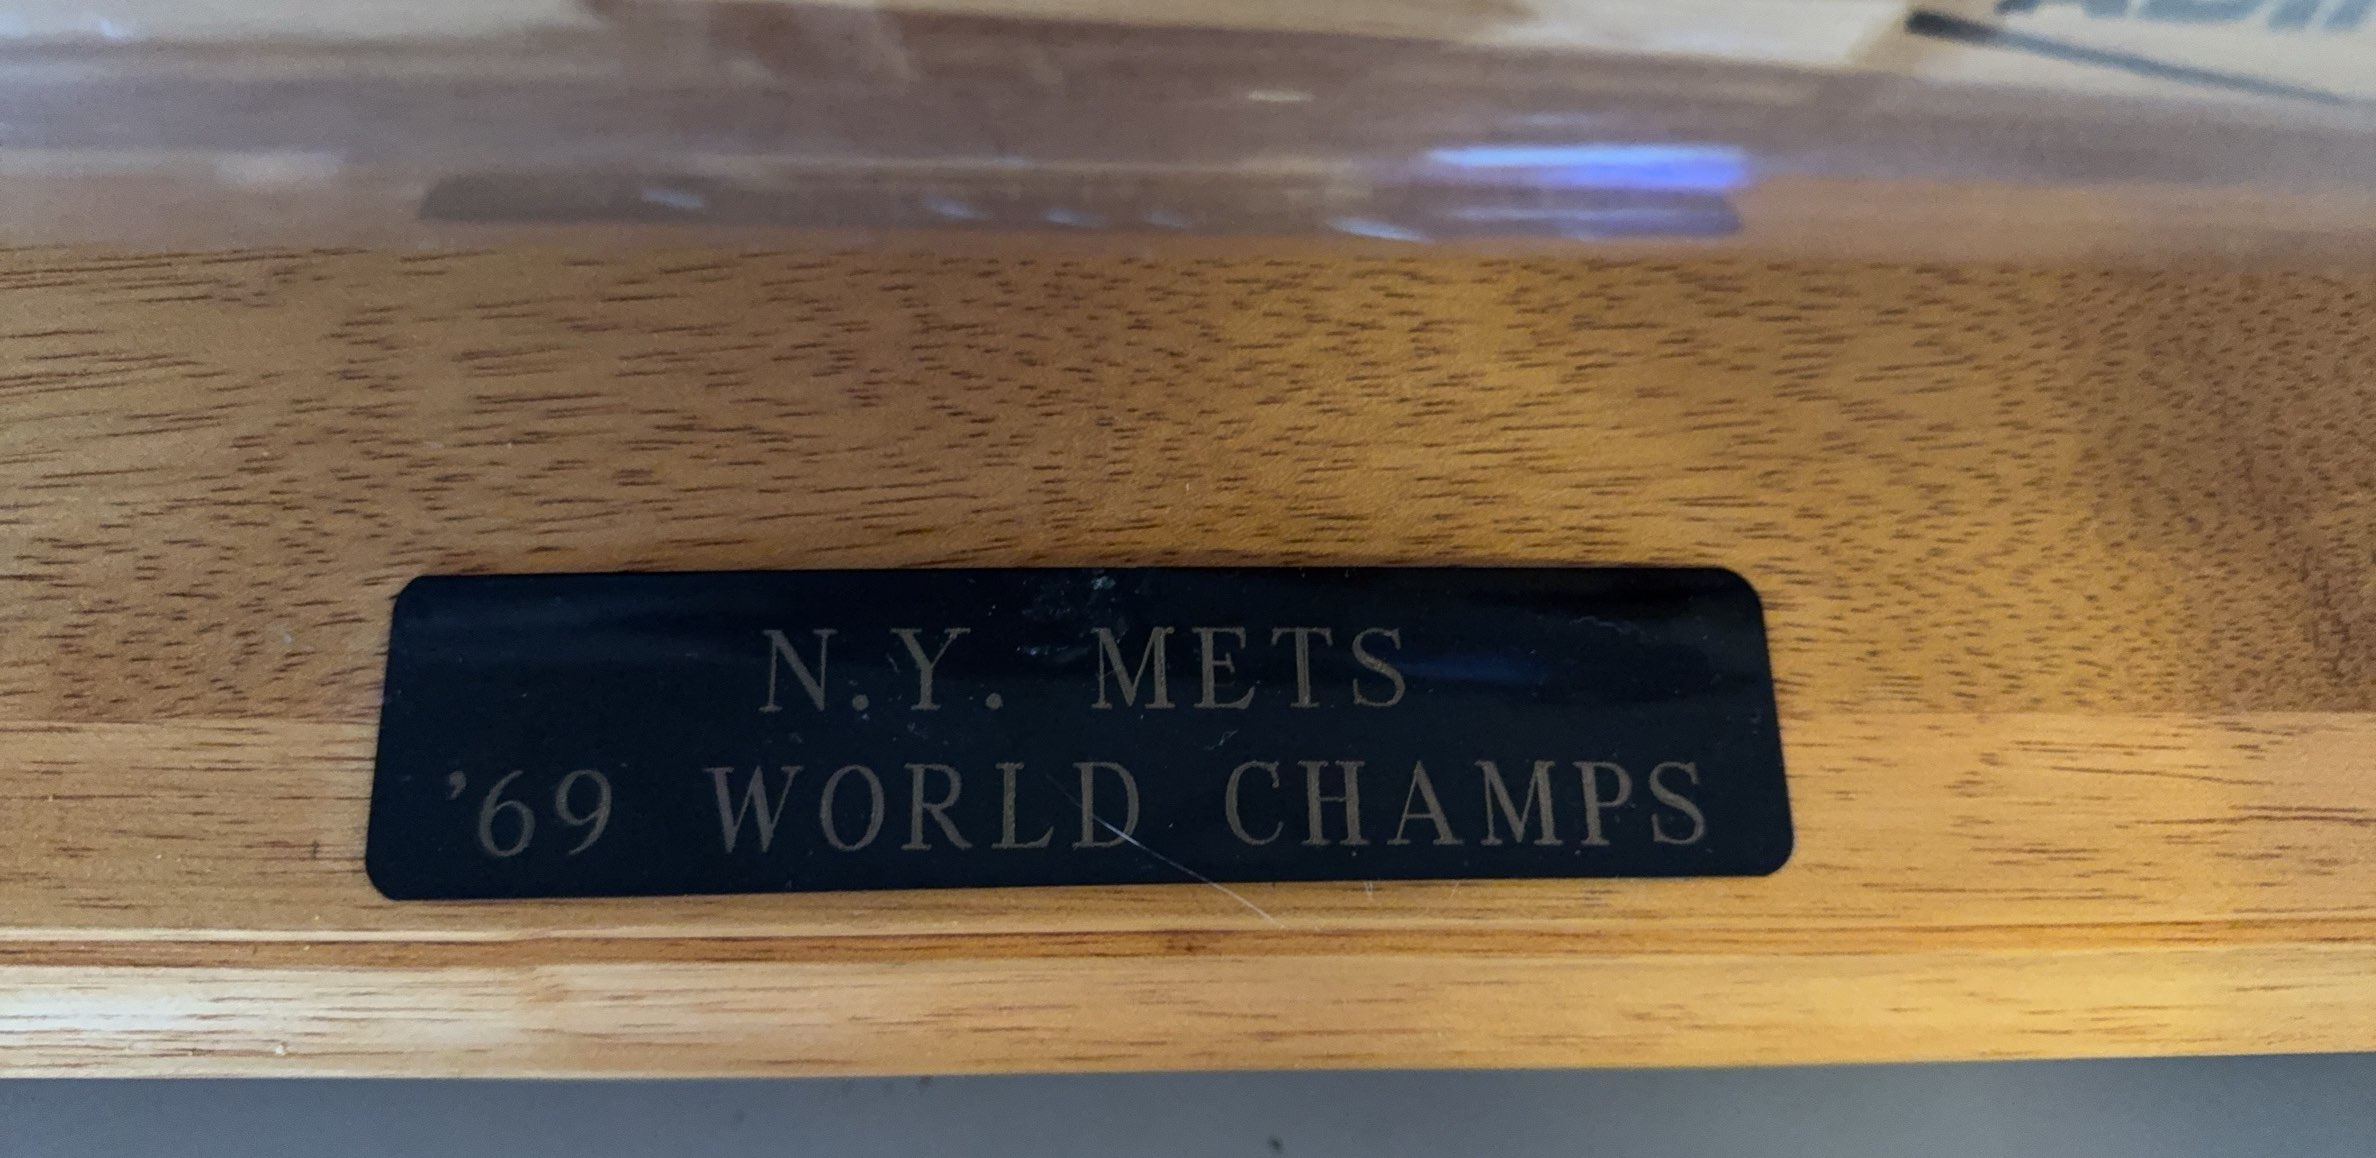 N.Y. METS
’69 WORLD CHAMPS